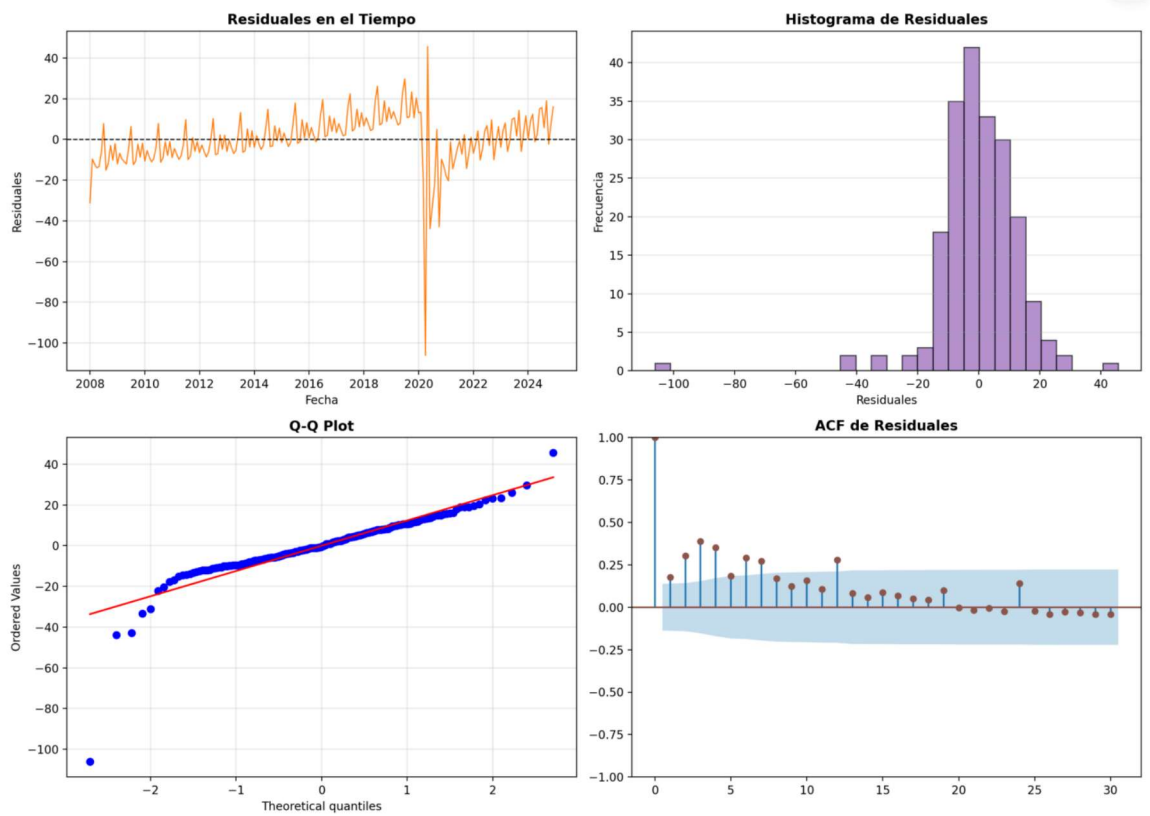 Residuales en el Tiempo
Residuales
40
20
0
−20
−40
−60
−80
−100
2008 2010 2012 2014 2016 2018 2020 2022 2024
Fecha
Histograma de Residuales
Frecuencia
40
35
30
25
20
15
10
5
0
−100 −80 −60 −40 −20 0 20 40
Residuales
Q-Q Plot
Ordered Values
40
20
0
−20
−40
−60
−80
−100
−2 −1 0 1 2
Theoretical quantiles
ACF de Residuales
1.00
0.75
0.50
0.25
0.00
−0.25
−0.50
−0.75
−1.00
0 5 10 15 20 25 30